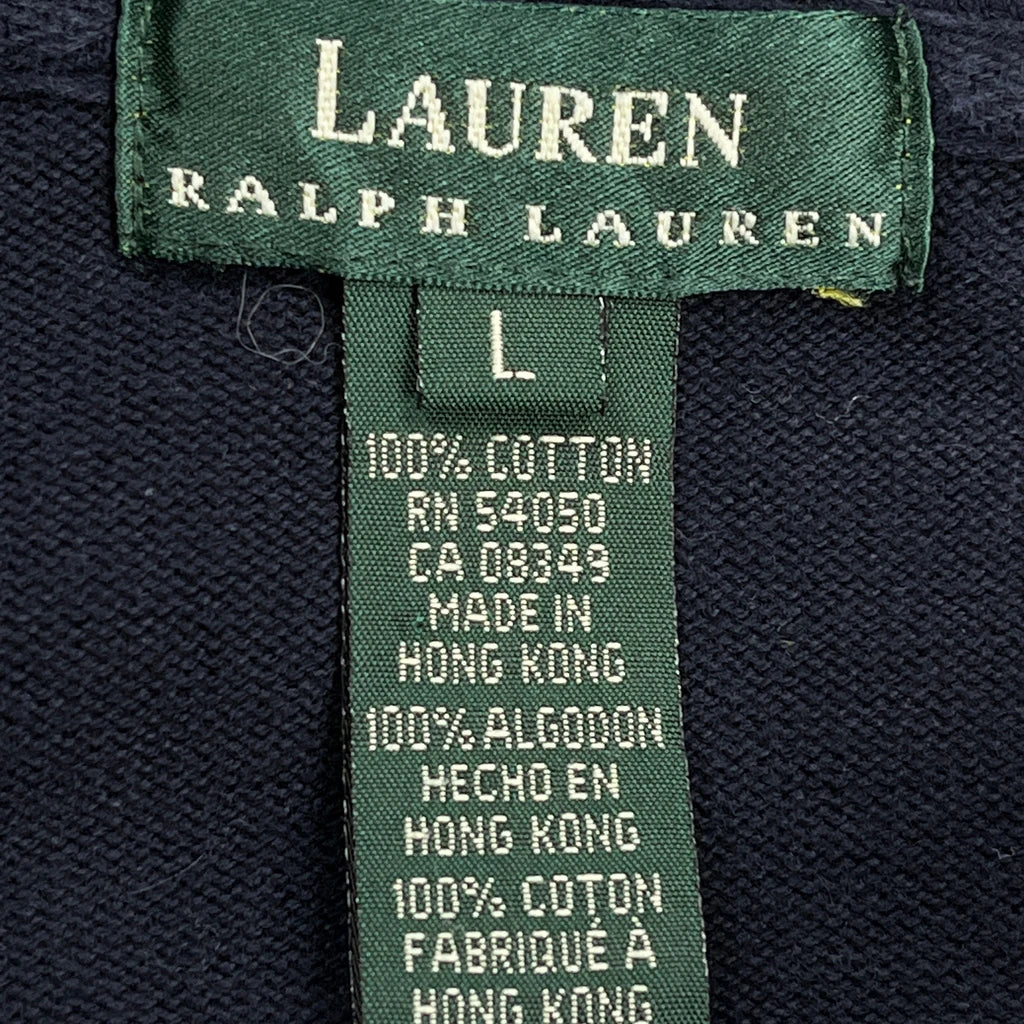 LAUREN
RALPH LAUREN
L
100% COTTON
RN 54050
CA 08349
MADE IN
HONG KONG
100% ALGODON
HECHO EN
HONG KONG
100% COTON
FABRIQUÉ À
HONG KONG